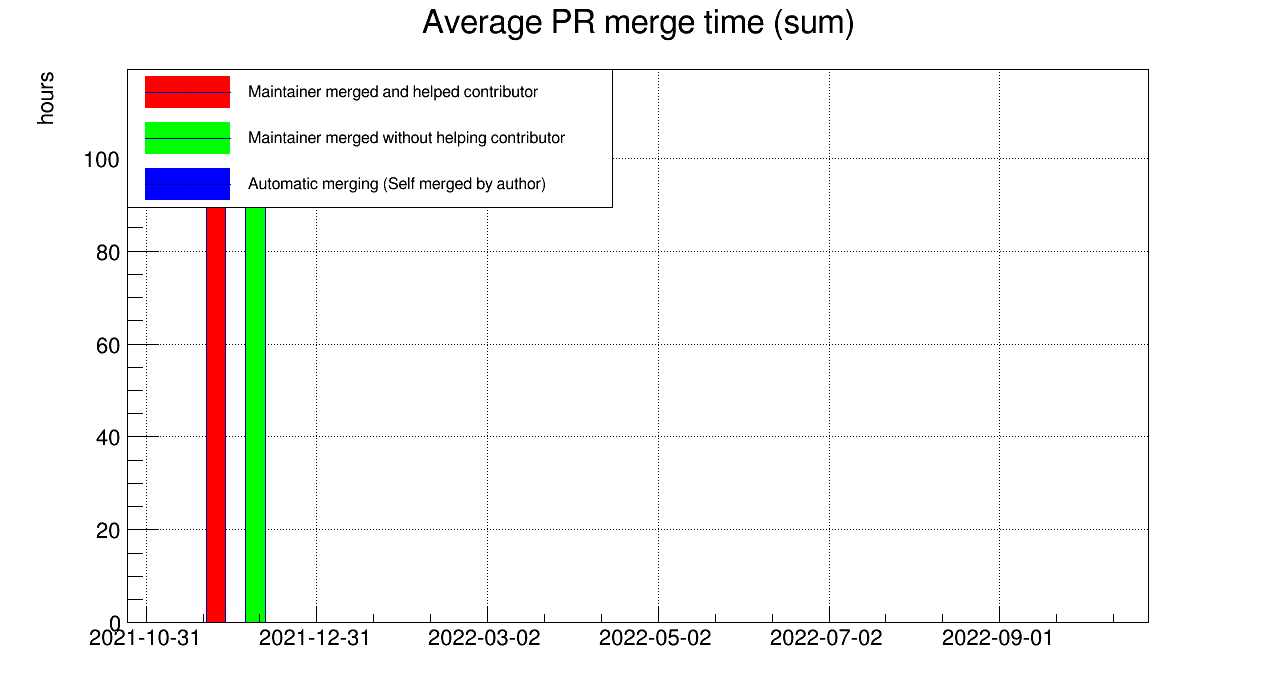 Average PR merge time (sum)
hours
Maintainer merged and helped contributor
Maintainer merged without helping contributor
Automatic merging (Self merged by author)
100
80
60
40
20
0
2021-10-31 2021-12-31 2022-03-02 2022-05-02 2022-07-02 2022-09-01